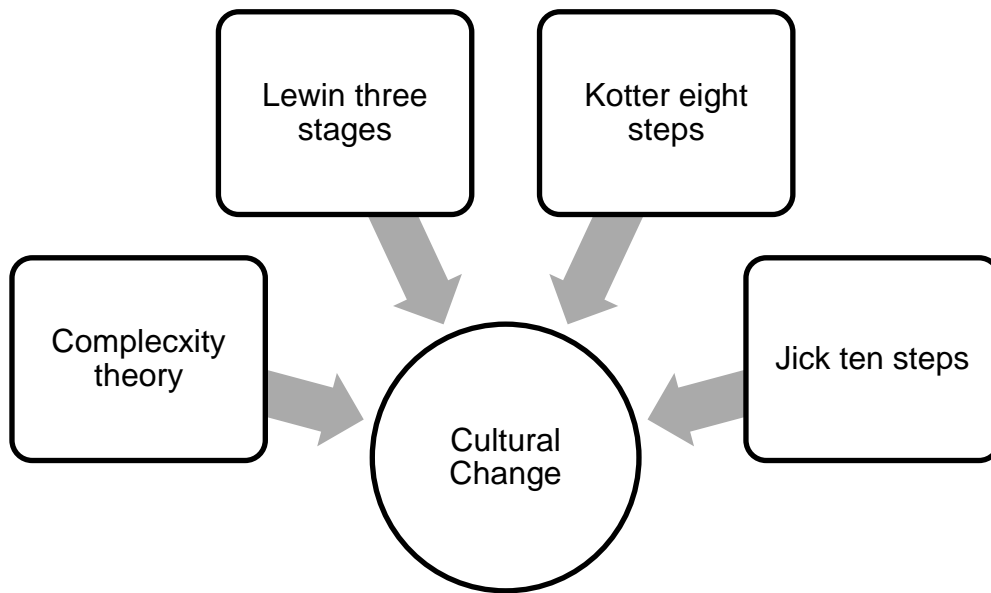 Lewin three
stages
Kotter eight
steps
Complecxity
theory
Jick ten steps
Cultural
Change